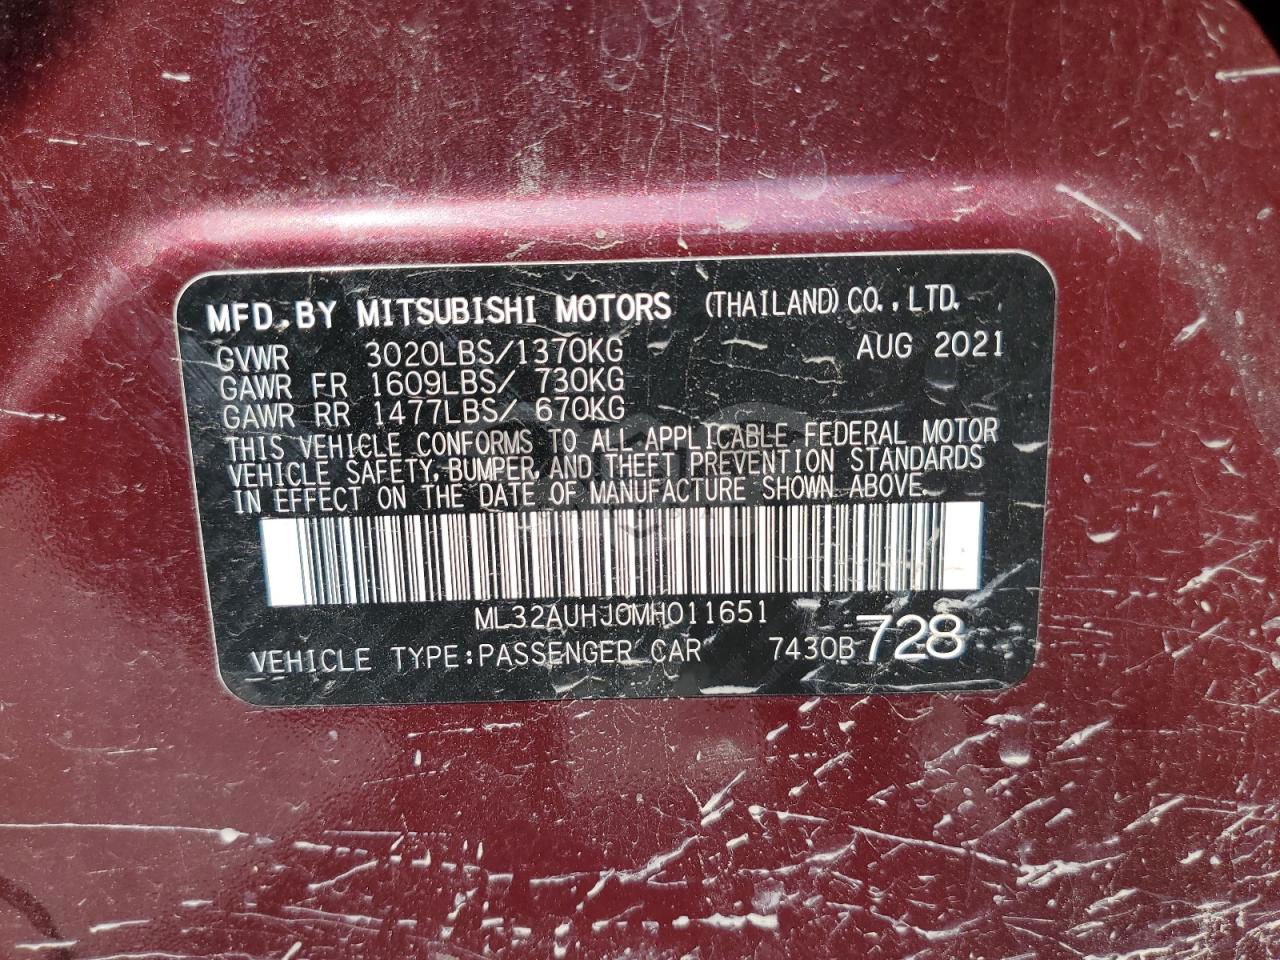 MFD. BY MITSUBISHI MOTORS (THAILAND) CO., LTD.
GVWR 3020LBS/1370KG AUG 2021
GAWR FR 1609LBS/ 730KG
GAWR RR 1477LBS/ 670KG
THIS VEHICLE CONFORMS TO ALL APPLICABLE FEDERAL MOTOR
VEHICLE SAFETY, BUMPER, AND THEFT PREVENTION STANDARDS
IN EFFECT ON THE DATE OF MANUFACTURE SHOWN ABOVE.
ML32AUHJ0MH011651
VEHICLE TYPE:PASSENGER CAR 7430B 728